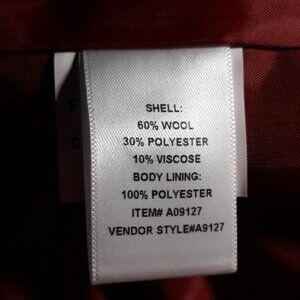 SHELL:
60% WOOL
30% POLYESTER
10% VISCOSE
BODY LINING:
100% POLYESTER
ITEM# A09127
VENDOR STYLE#A9127